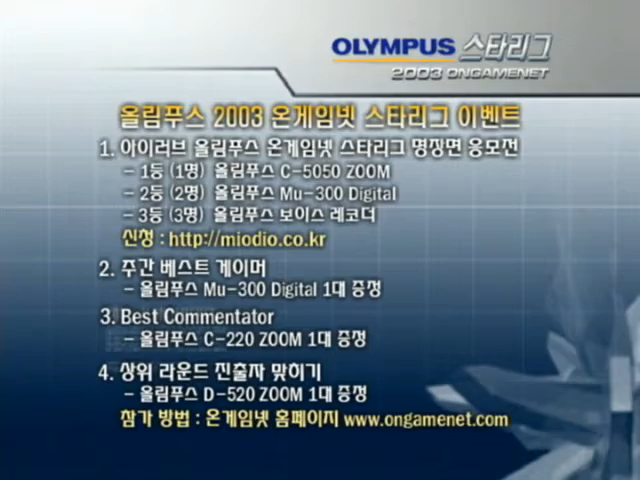 OLYMPUS 스타리그
2003 ONGAMENET
올림푸스 2003 온게임넷 스타리그 이벤트
1. 아이러브 올림푸스 온게임넷 스타리그 명장면 응모전
- 1등 (1명) 올림푸스 C-5050 ZOOM
- 2등 (2명) 올림푸스 Mu-300 Digital
- 3등 (3명) 올림푸스 보이스 레코더
신청 : http://miodio.co.kr
2. 주간 베스트 게이머
- 올림푸스 Mu-300 Digital 1대 증정
3. Best Commentator
- 올림푸스 C-220 ZOOM 1대 증정
4. 상위 라운드 진출자 맞히기
- 올림푸스 D-520 ZOOM 1대 증정
참가 방법 : 온게임넷 홈페이지 www.ongamenet.com